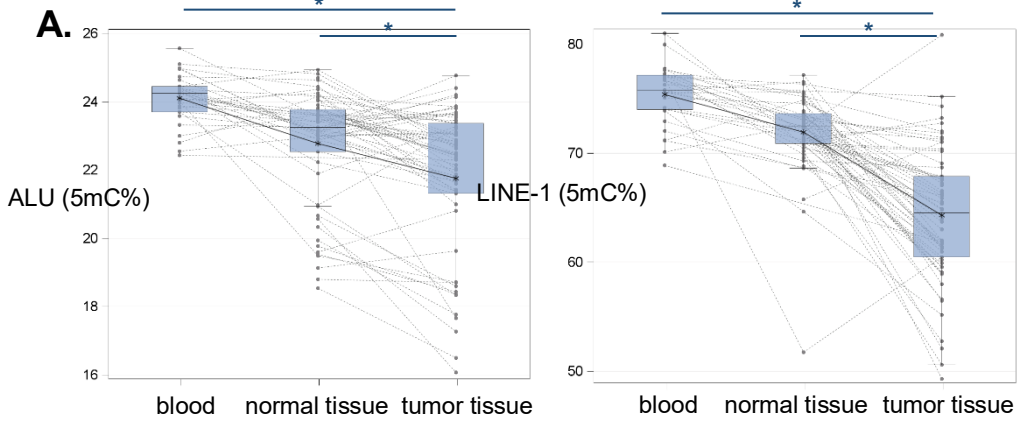 A.
*
*
26
24
22
20
18
16
ALU (5mC%)
blood normal tissue tumor tissue
*
*
80
70
60
50
LINE-1 (5mC%)
blood normal tissue tumor tissue